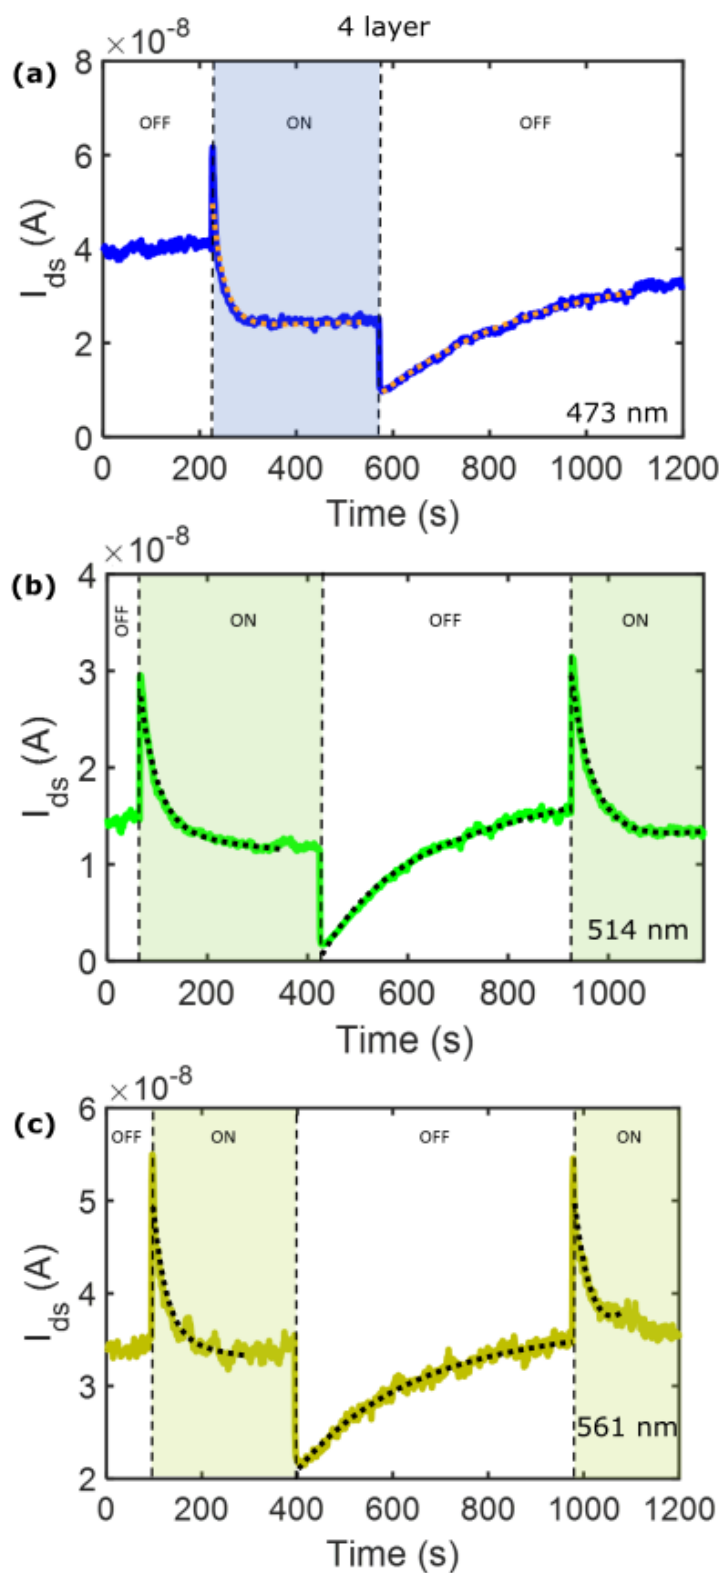 4 layer
(a)
×10-8
8
6
4
2
0
Ids (A)
OFF
ON
OFF
473 nm
0 200 400 600 800 1000 1200
Time (s)
(b)
×10-8
4
3
2
1
0
Ids (A)
OFF
ON
OFF
ON
514 nm
0 200 400 600 800 1000
Time (s)
(c)
×10-8
6
5
4
3
2
Ids (A)
OFF
ON
OFF
ON
561 nm
0 200 400 600 800 1000 1200
Time (s)